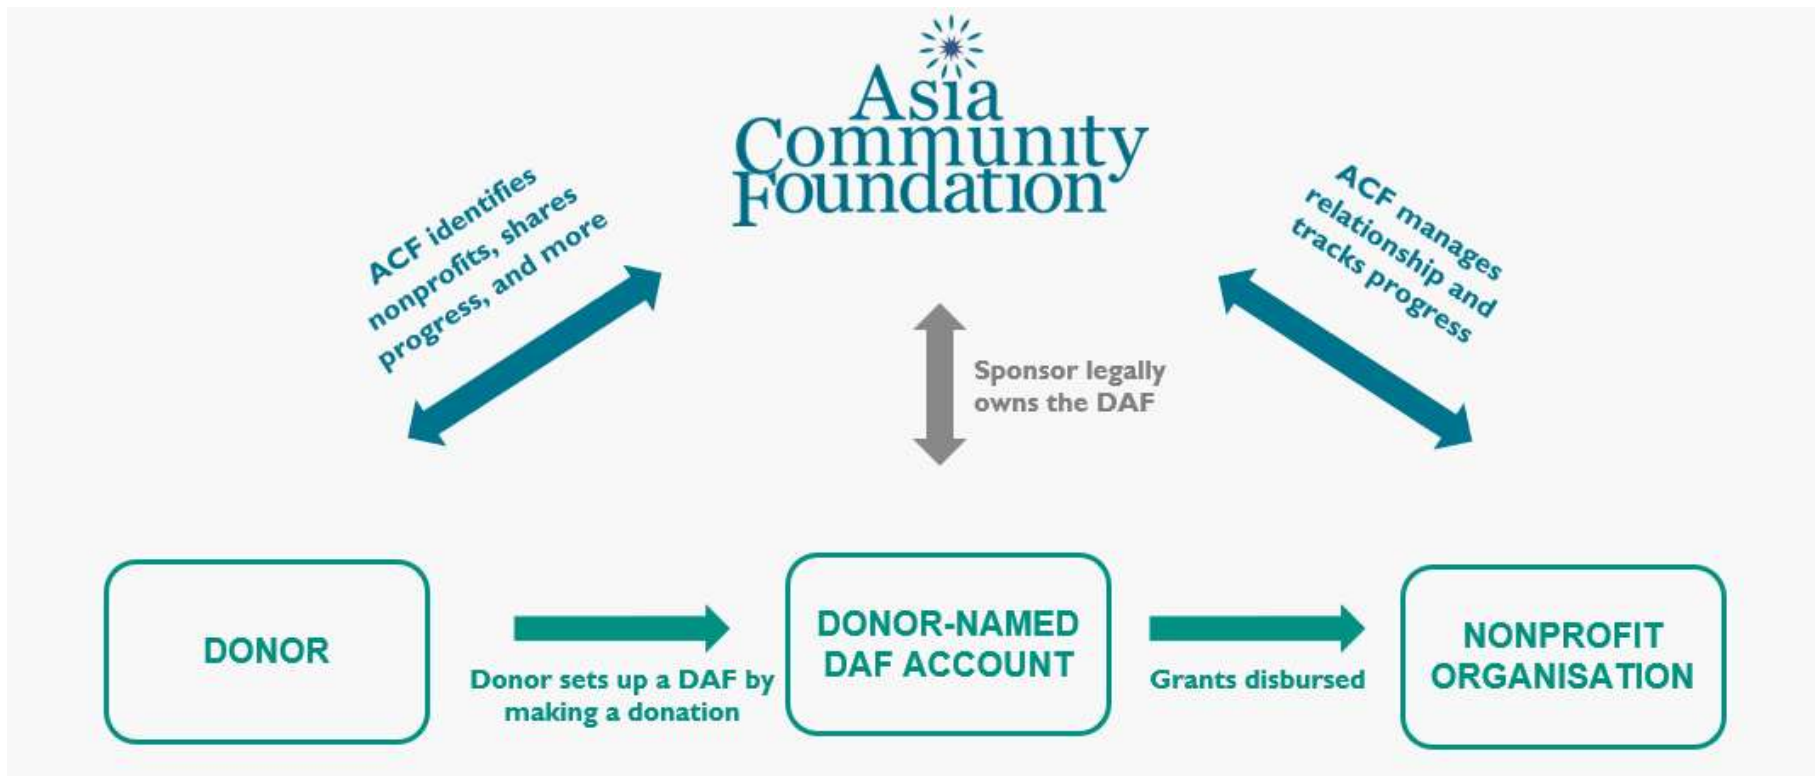 Asia
Community
Foundation
ACF identifies
nonprofits, shares
progress, and more
ACF manages
relationship and
tracks progress
Sponsor legally
owns the DAF
DONOR
Donor sets up a DAF by
making a donation
DONOR-NAMED
DAF ACCOUNT
Grants disbursed
NONPROFIT
ORGANISATION